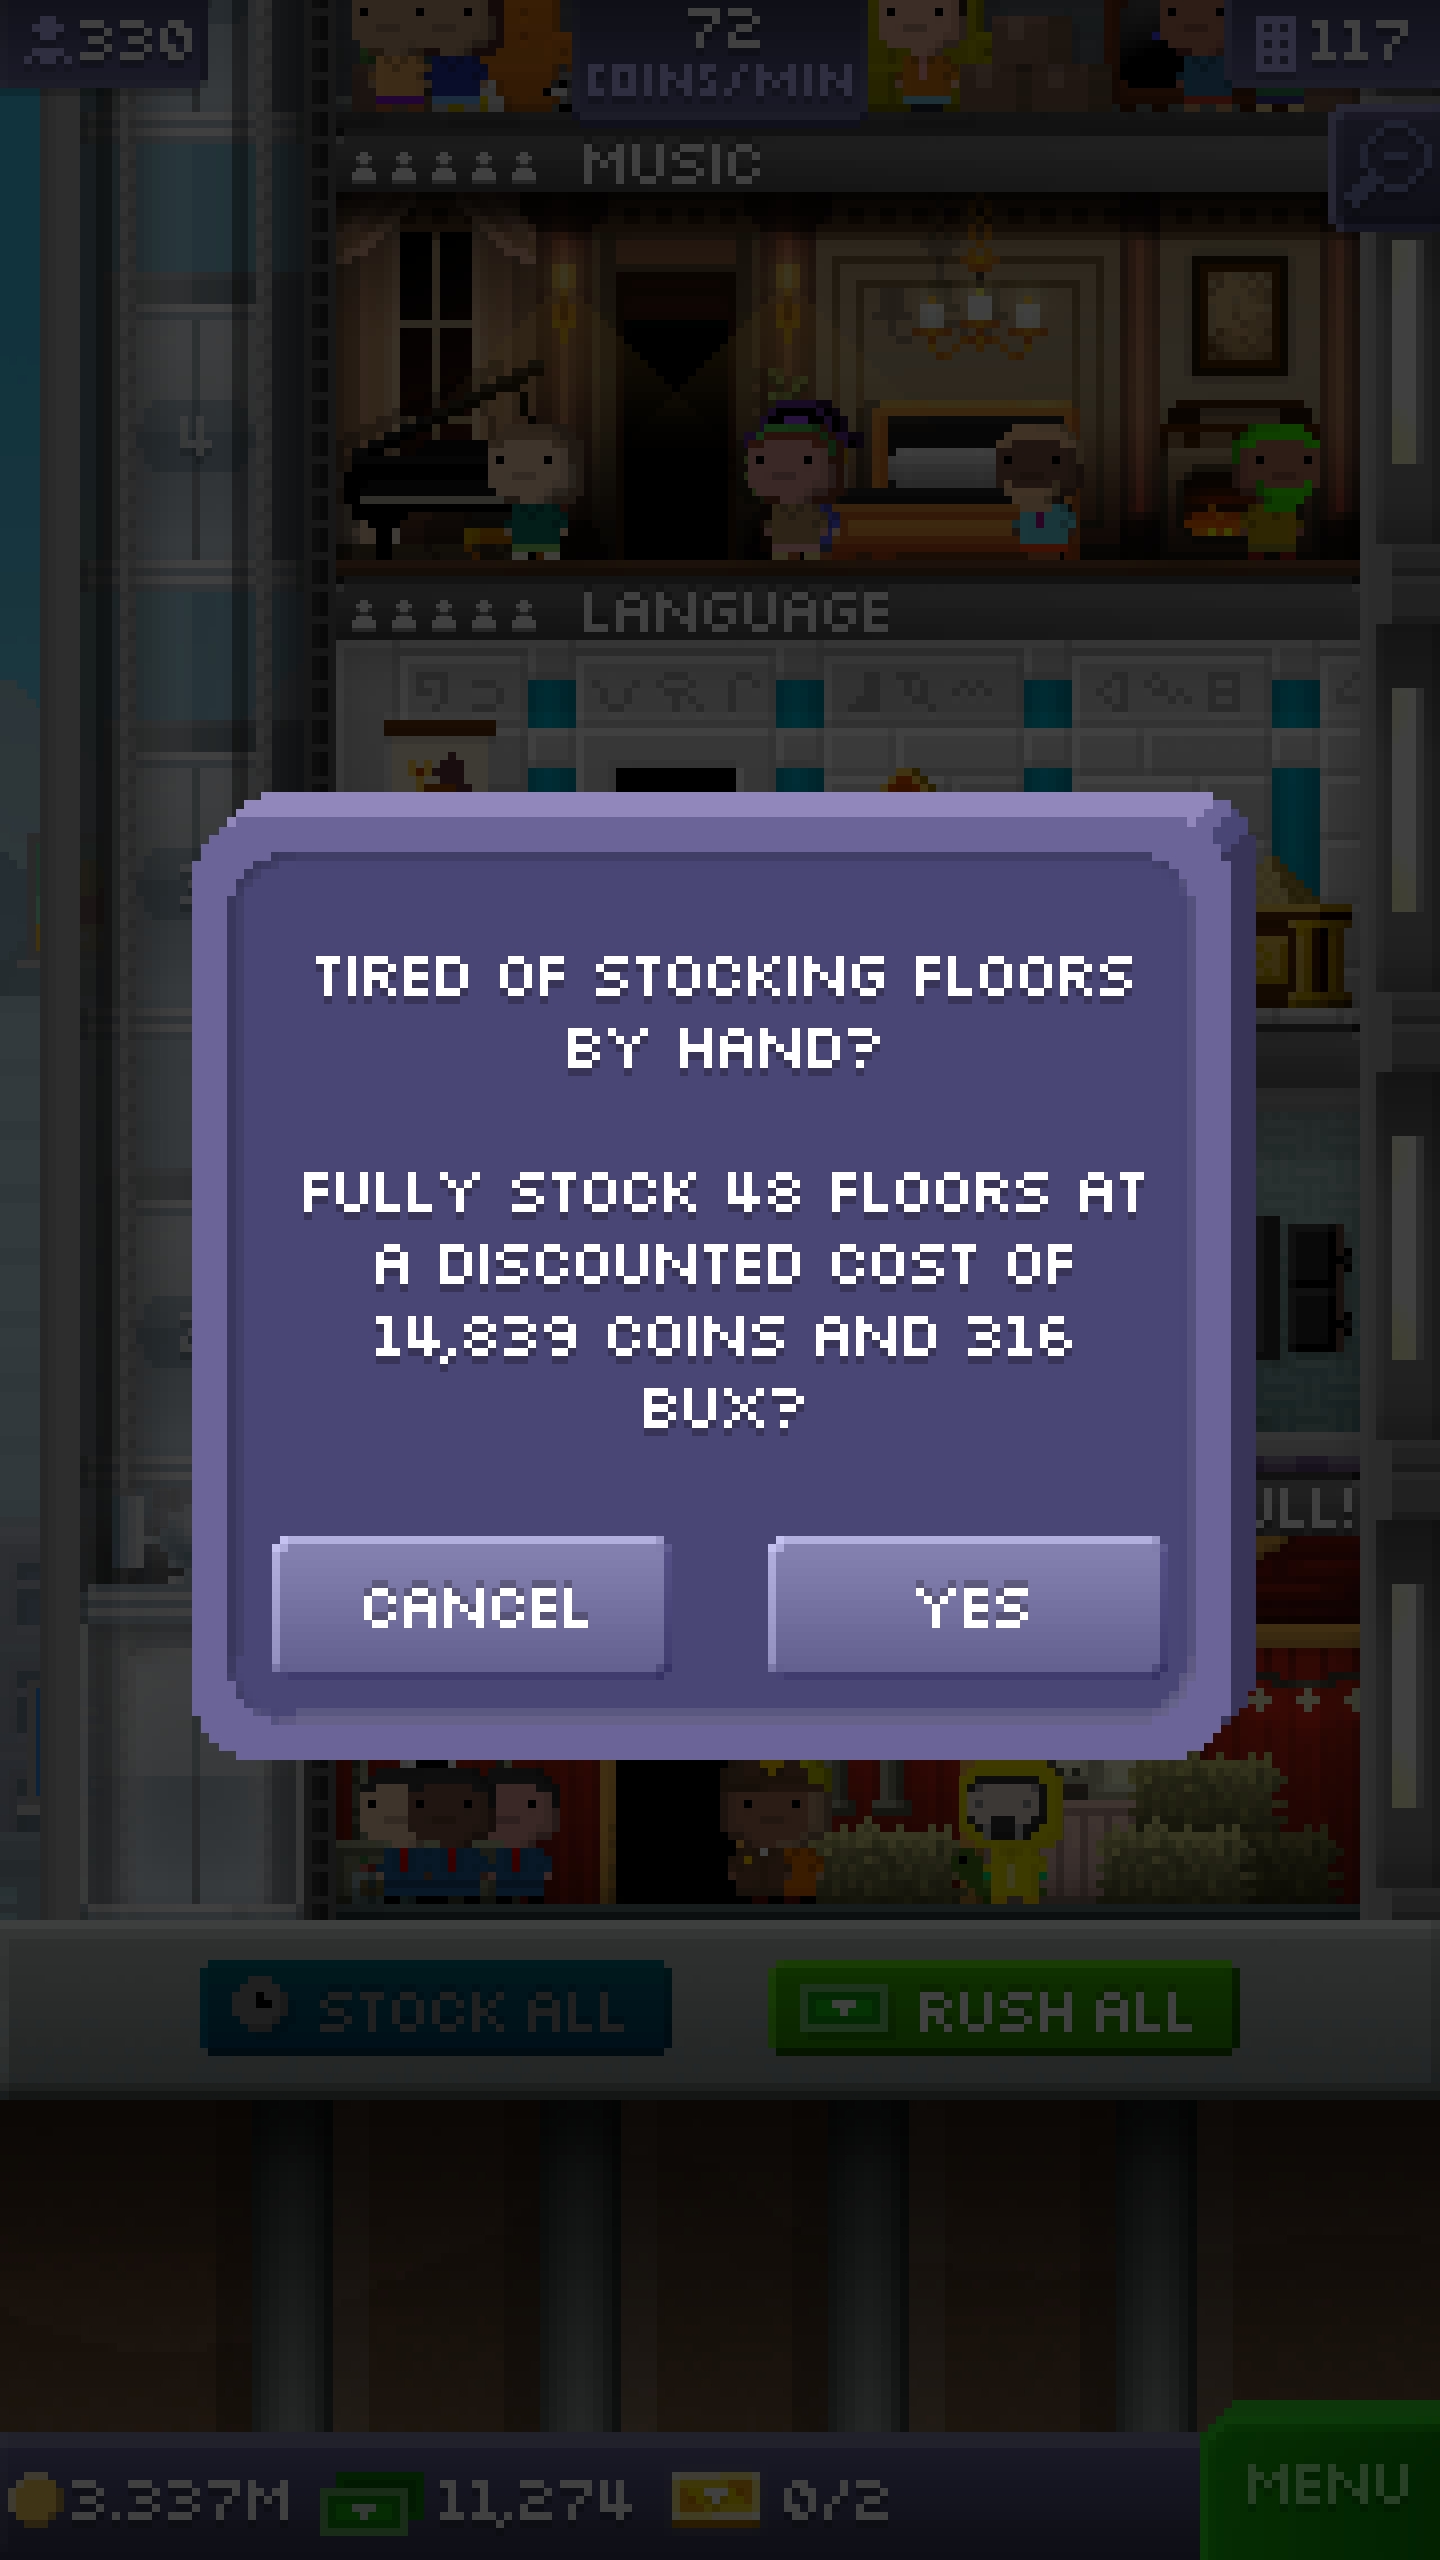 330
72
COINS/MIN
117
MUSIC
4
LANGUAGE
TIRED OF STOCKING FLOORS
BY HAND?
FULLY STOCK 48 FLOORS AT
A DISCOUNTED COST OF
14,839 COINS AND 316
BUX?
CANCEL
YES
STOCK ALL
RUSH ALL
3.337M
11,274
0/2
MENU